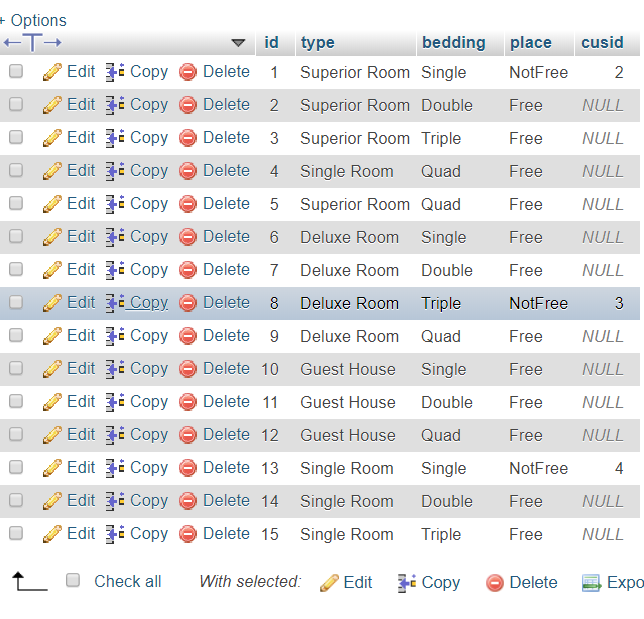 + Options
id type bedding place cusid
Edit Copy Delete 1 Superior Room Single NotFree 2
Edit Copy Delete 2 Superior Room Double Free NULL
Edit Copy Delete 3 Superior Room Triple Free NULL
Edit Copy Delete 4 Single Room Quad Free NULL
Edit Copy Delete 5 Superior Room Quad Free NULL
Edit Copy Delete 6 Deluxe Room Single Free NULL
Edit Copy Delete 7 Deluxe Room Double Free NULL
Edit Copy Delete 8 Deluxe Room Triple NotFree 3
Edit Copy Delete 9 Deluxe Room Quad Free NULL
Edit Copy Delete 10 Guest House Single Free NULL
Edit Copy Delete 11 Guest House Double Free NULL
Edit Copy Delete 12 Guest House Quad Free NULL
Edit Copy Delete 13 Single Room Single NotFree 4
Edit Copy Delete 14 Single Room Double Free NULL
Edit Copy Delete 15 Single Room Triple Free NULL
Check all With selected: Edit Copy Delete Expo